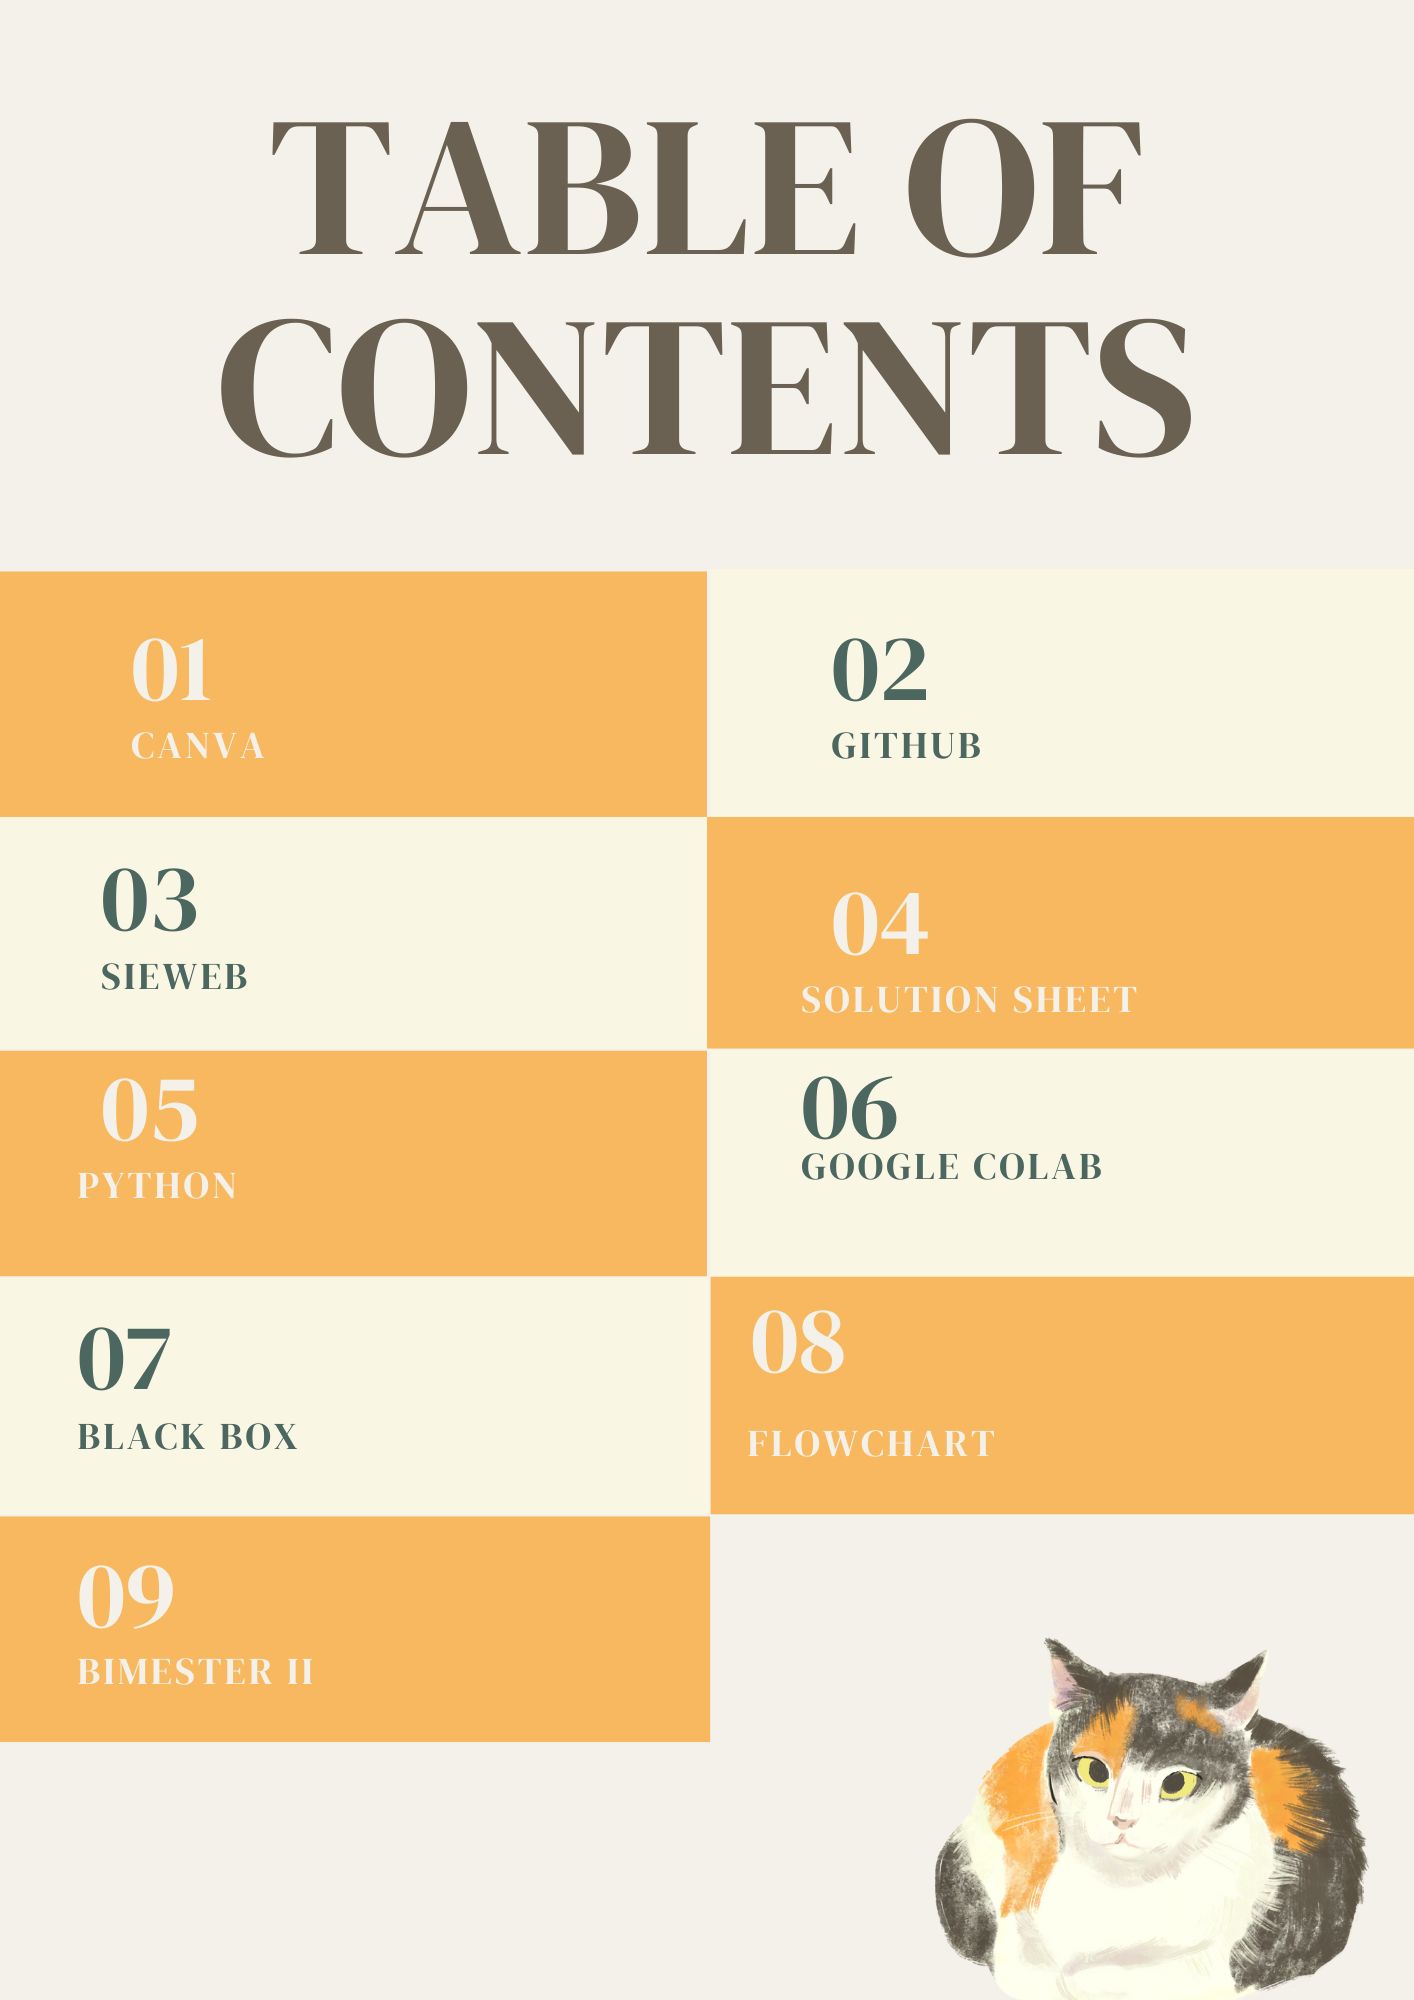 TABLE OF
CONTENTS
01
CANVA
02
GITHUB
03
SIEWEB
04
SOLUTION SHEET
05
PYTHON
06
GOOGLE COLAB
07
BLACK BOX
08
FLOWCHART
09
BIMESTER II